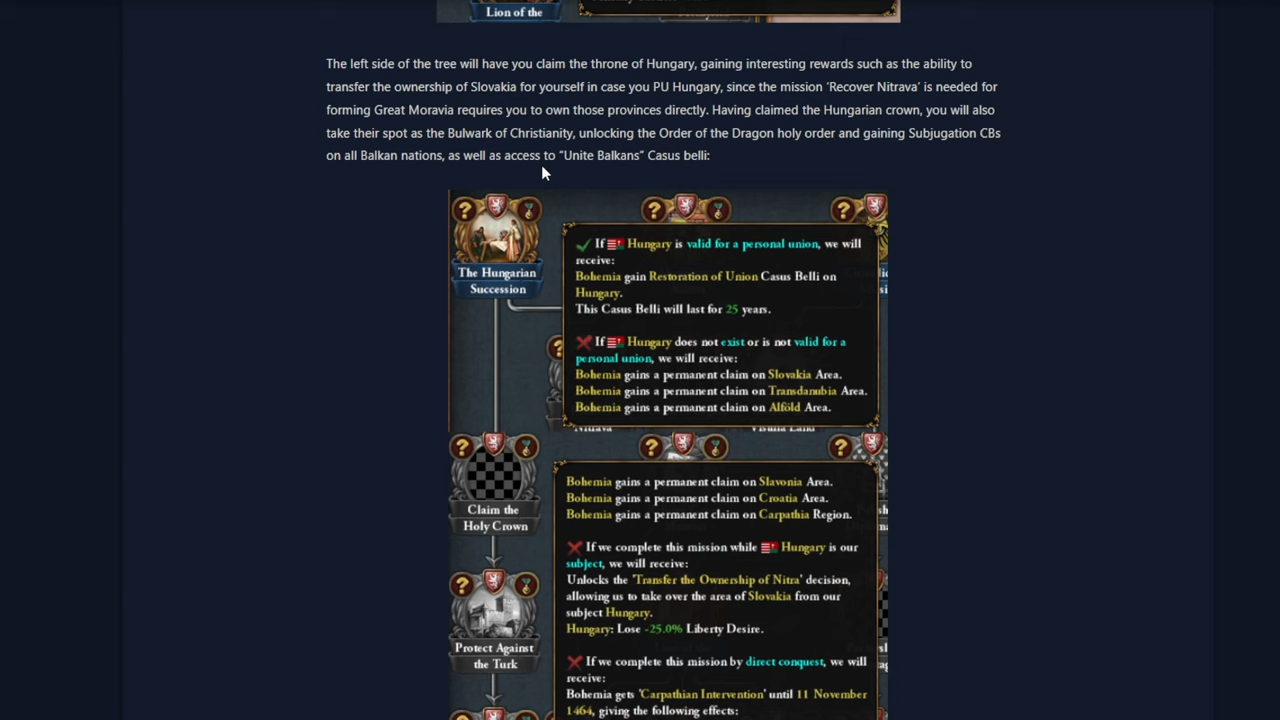 Lion of the
The left side of the tree will have you claim the throne of Hungary, gaining interesting rewards such as the ability to
transfer the ownership of Slovakia for yourself in case you PU Hungary, since the mission 'Recover Nitrava' is needed for
forming Great Moravia requires you to own those provinces directly. Having claimed the Hungarian crown, you will also
take their spot as the Bulwark of Christianity, unlocking the Order of the Dragon holy order and gaining Subjugation CBs
on all Balkan nations, as well as access to “Unite Balkans” Casus belli:
The Hungarian
Succession
If Hungary is valid for a personal union, we will
receive:
Bohemia gain Restoration of Union Casus Belli on
Hungary.
This Casus Belli will last for 25 years.
If Hungary does not exist or is not valid for a
personal union, we will receive:
Bohemia gains a permanent claim on Slovakia Area.
Bohemia gains a permanent claim on Transdanubia Area.
Bohemia gains a permanent claim on Alföld Area.
Claim the
Holy Crown
Bohemia gains a permanent claim on Slavonia Area.
Bohemia gains a permanent claim on Croatia Area.
Bohemia gains a permanent claim on Carpathia Region.
If we complete this mission while Hungary is our
subject, we will receive:
Unlocks the 'Transfer the Ownership of Nitra' decision,
allowing us to take over the area of Slovakia from our
subject Hungary.
Hungary: Lose -25.0% Liberty Desire.
Protect Against
the Turk
If we complete this mission by direct conquest, we will
receive:
Bohemia gets 'Carpathian Intervention' until 11 November
1464, giving the following effects: